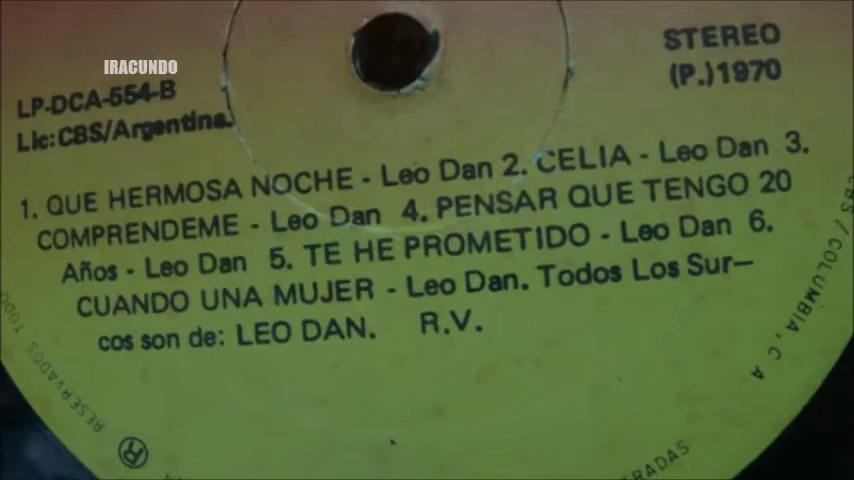 IRACUNDO
STEREO
(P.)1970
LP-DCA-554-B
Lic:CBS/Argentina.
1. QUE HERMOSA NOCHE - Leo Dan 2. CELIA - Leo Dan 3.
COMPRENDEME - Leo Dan 4. PENSAR QUE TENGO 20
Años - Leo Dan 5. TE HE PROMETIDO - Leo Dan 6.
CUANDO UNA MUJER - Leo Dan. Todos Los Sur-
cos son de: LEO DAN. R.V.
CBS / COLUMBIA, C A
RESERVADOS TODO
R